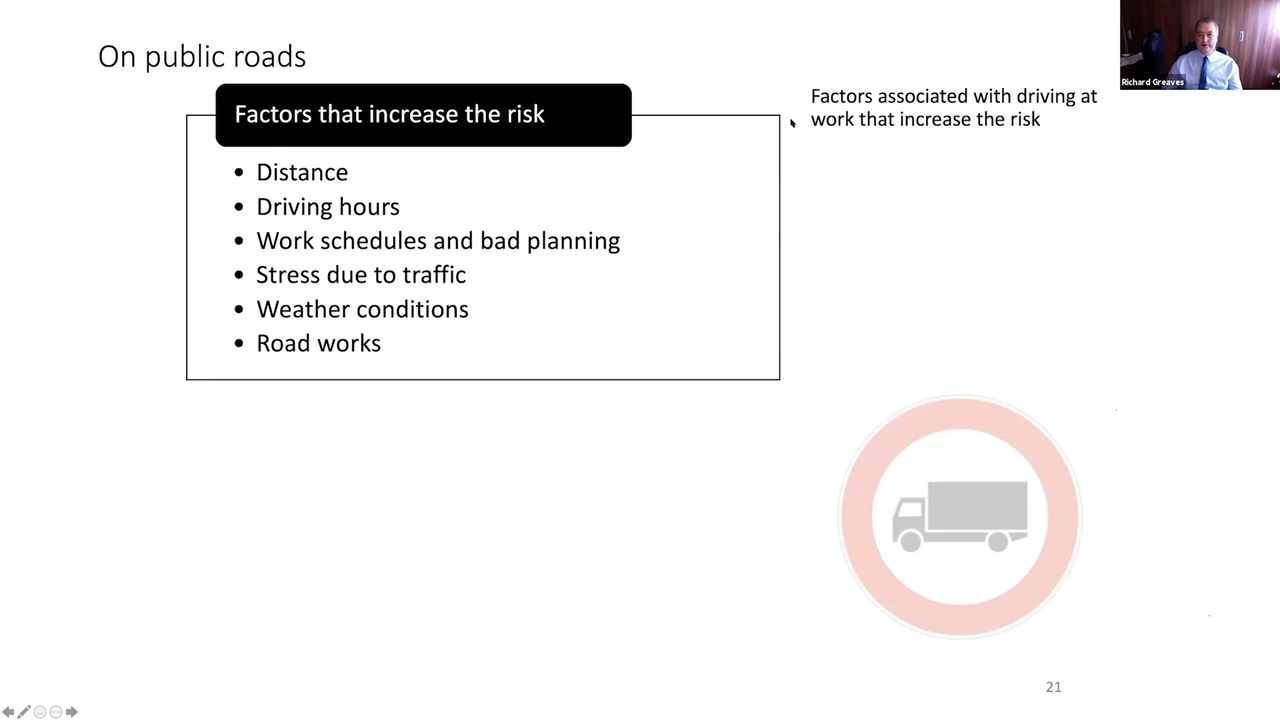 On public roads
Factors that increase the risk
• Distance
• Driving hours
• Work schedules and bad planning
• Stress due to traffic
• Weather conditions
• Road works
Factors associated with driving at
work that increase the risk
Richard Greaves
21